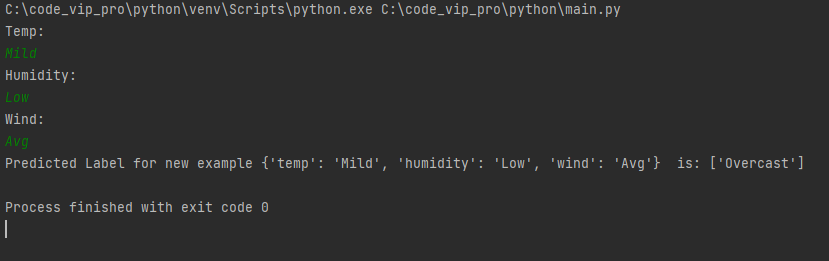 C:\code_vip_pro\python\venv\Scripts\python.exe C:\code_vip_pro\python\main.py
Temp:
Mild
Humidity:
Low
Wind:
Avg
Predicted Label for new example {'temp': 'Mild', 'humidity': 'Low', 'wind': 'Avg'}  is: ['Overcast']
Process finished with exit code 0